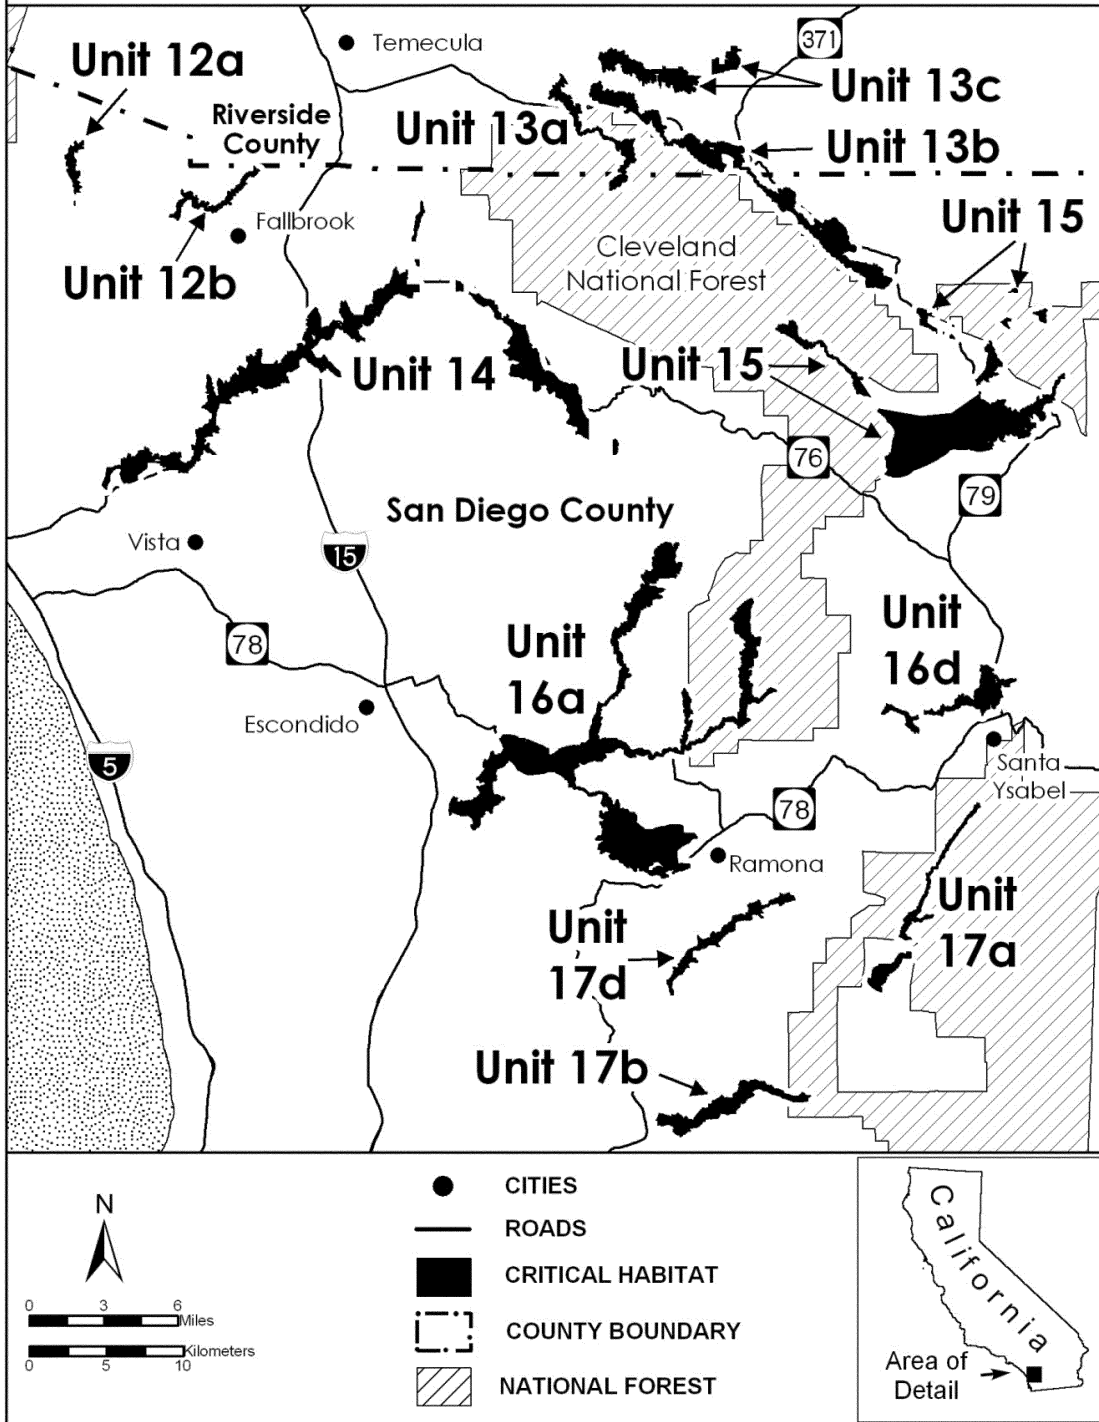 Temecula
371
Unit 12a
Unit 13c
Riverside
County
Unit 13a
Unit 13b
Unit 15
Fallbrook
Cleveland
National Forest
Unit 12b
Unit 14
Unit 15
76
79
San Diego County
Vista
15
78
Unit
16a
Unit
16d
Escondido
5
Santa
Ysabel
78
Ramona
Unit
17a
Unit
17d
Unit 17b
N
0 3 6
Miles
Kilometers
0 5 10
CITIES
ROADS
CRITICAL HABITAT
COUNTY BOUNDARY
NATIONAL FOREST
California
Area of
Detail